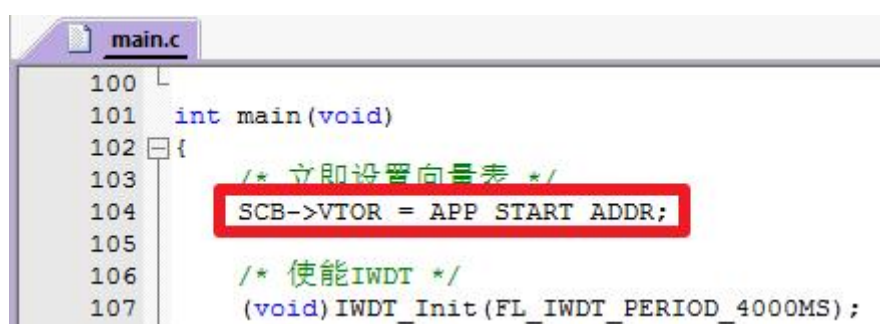 main.c
100
101 int main(void)
102 {
103 /* 立即设置向量表 */
104 SCB->VTOR = APP_START_ADDR;
105
106 /* 使能IWDT */
107 (void)IWDT_Init(FL_IWDT_PERIOD_4000MS);